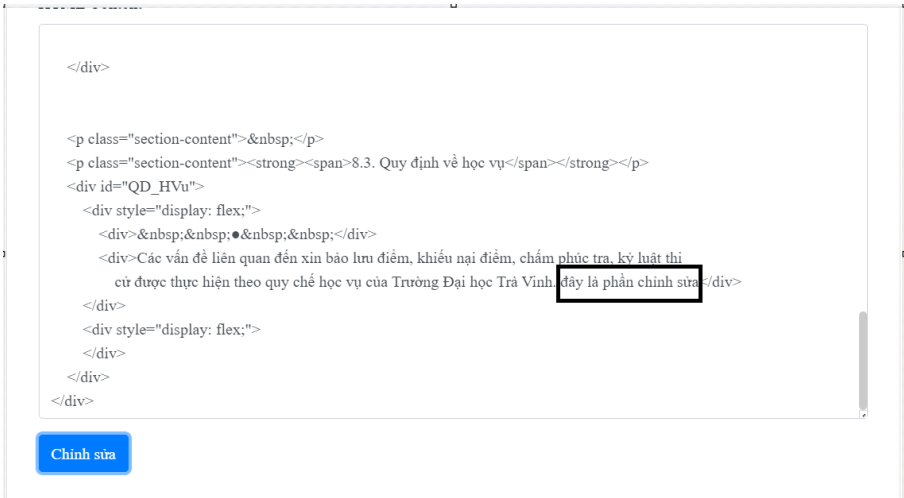 </div>
<p class="section-content">&nbsp;</p>
<p class="section-content"><strong><span>8.3. Quy định về học vụ</span></strong></p>
<div id="QD_HVu">
<div style="display: flex;">
<div>&nbsp;&nbsp;●&nbsp;&nbsp;</div>
<div>Các vấn đề liên quan đến xin bảo lưu điểm, khiếu nại điểm, chấm phúc tra, kỷ luật thi
cử được thực hiện theo quy chế học vụ của Trường Đại học Trà Vinh. đây là phần chỉnh sửa</div>
</div>
<div style="display: flex;">
</div>
</div>
</div>
Chỉnh sửa